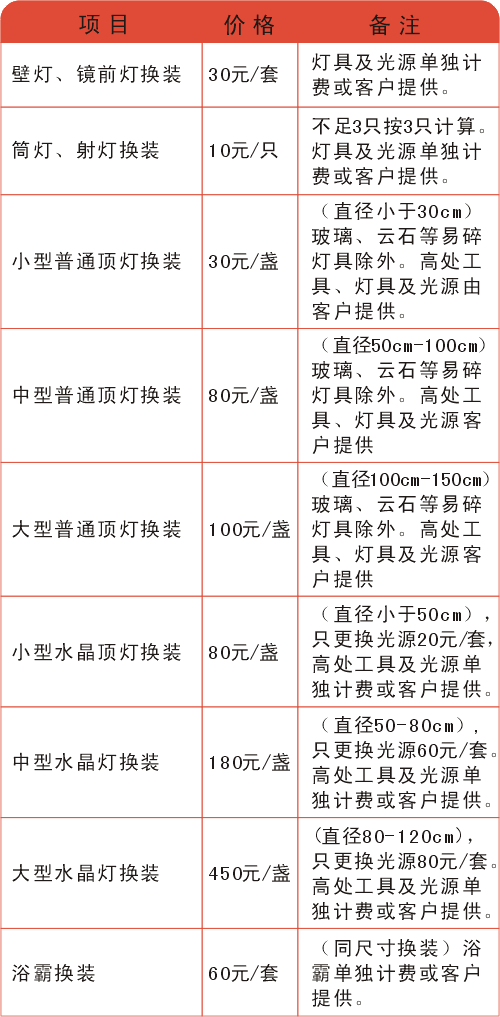 项目 价格 备注
壁灯、镜前灯换装 30元/套 灯具及光源单独计
费或客户提供。
筒灯、射灯换装 10元/只 不足3只按3只计算。
灯具及光源单独计
费或客户提供。
小型普通顶灯换装 30元/盏 （直径小于30cm）
玻璃、云石等易碎
灯具除外。高处工
具、灯具及光源由
客户提供。
中型普通顶灯换装 80元/盏 （直径50cm-100cm）
玻璃、云石等易碎
灯具除外。高处工
具、灯具及光源客
户提供
大型普通顶灯换装 100元/盏 （直径100cm-150cm）
玻璃、云石等易碎
灯具除外。高处工
具、灯具及光源客
户提供
小型水晶顶灯换装 80元/盏 （直径小于50cm），
只更换光源20元/套，
高处工具及光源单
独计费或客户提供。
中型水晶灯换装 180元/盏 （直径50-80cm），
只更换光源60元/套。
高处工具及光源单
独计费或客户提供。
大型水晶灯换装 450元/盏 (直径80-120cm)，
只更换光源80元/套。
高处工具及光源单
独计费或客户提供。
浴霸换装 60元/套 （同尺寸换装）浴
霸单独计费或客户
提供。